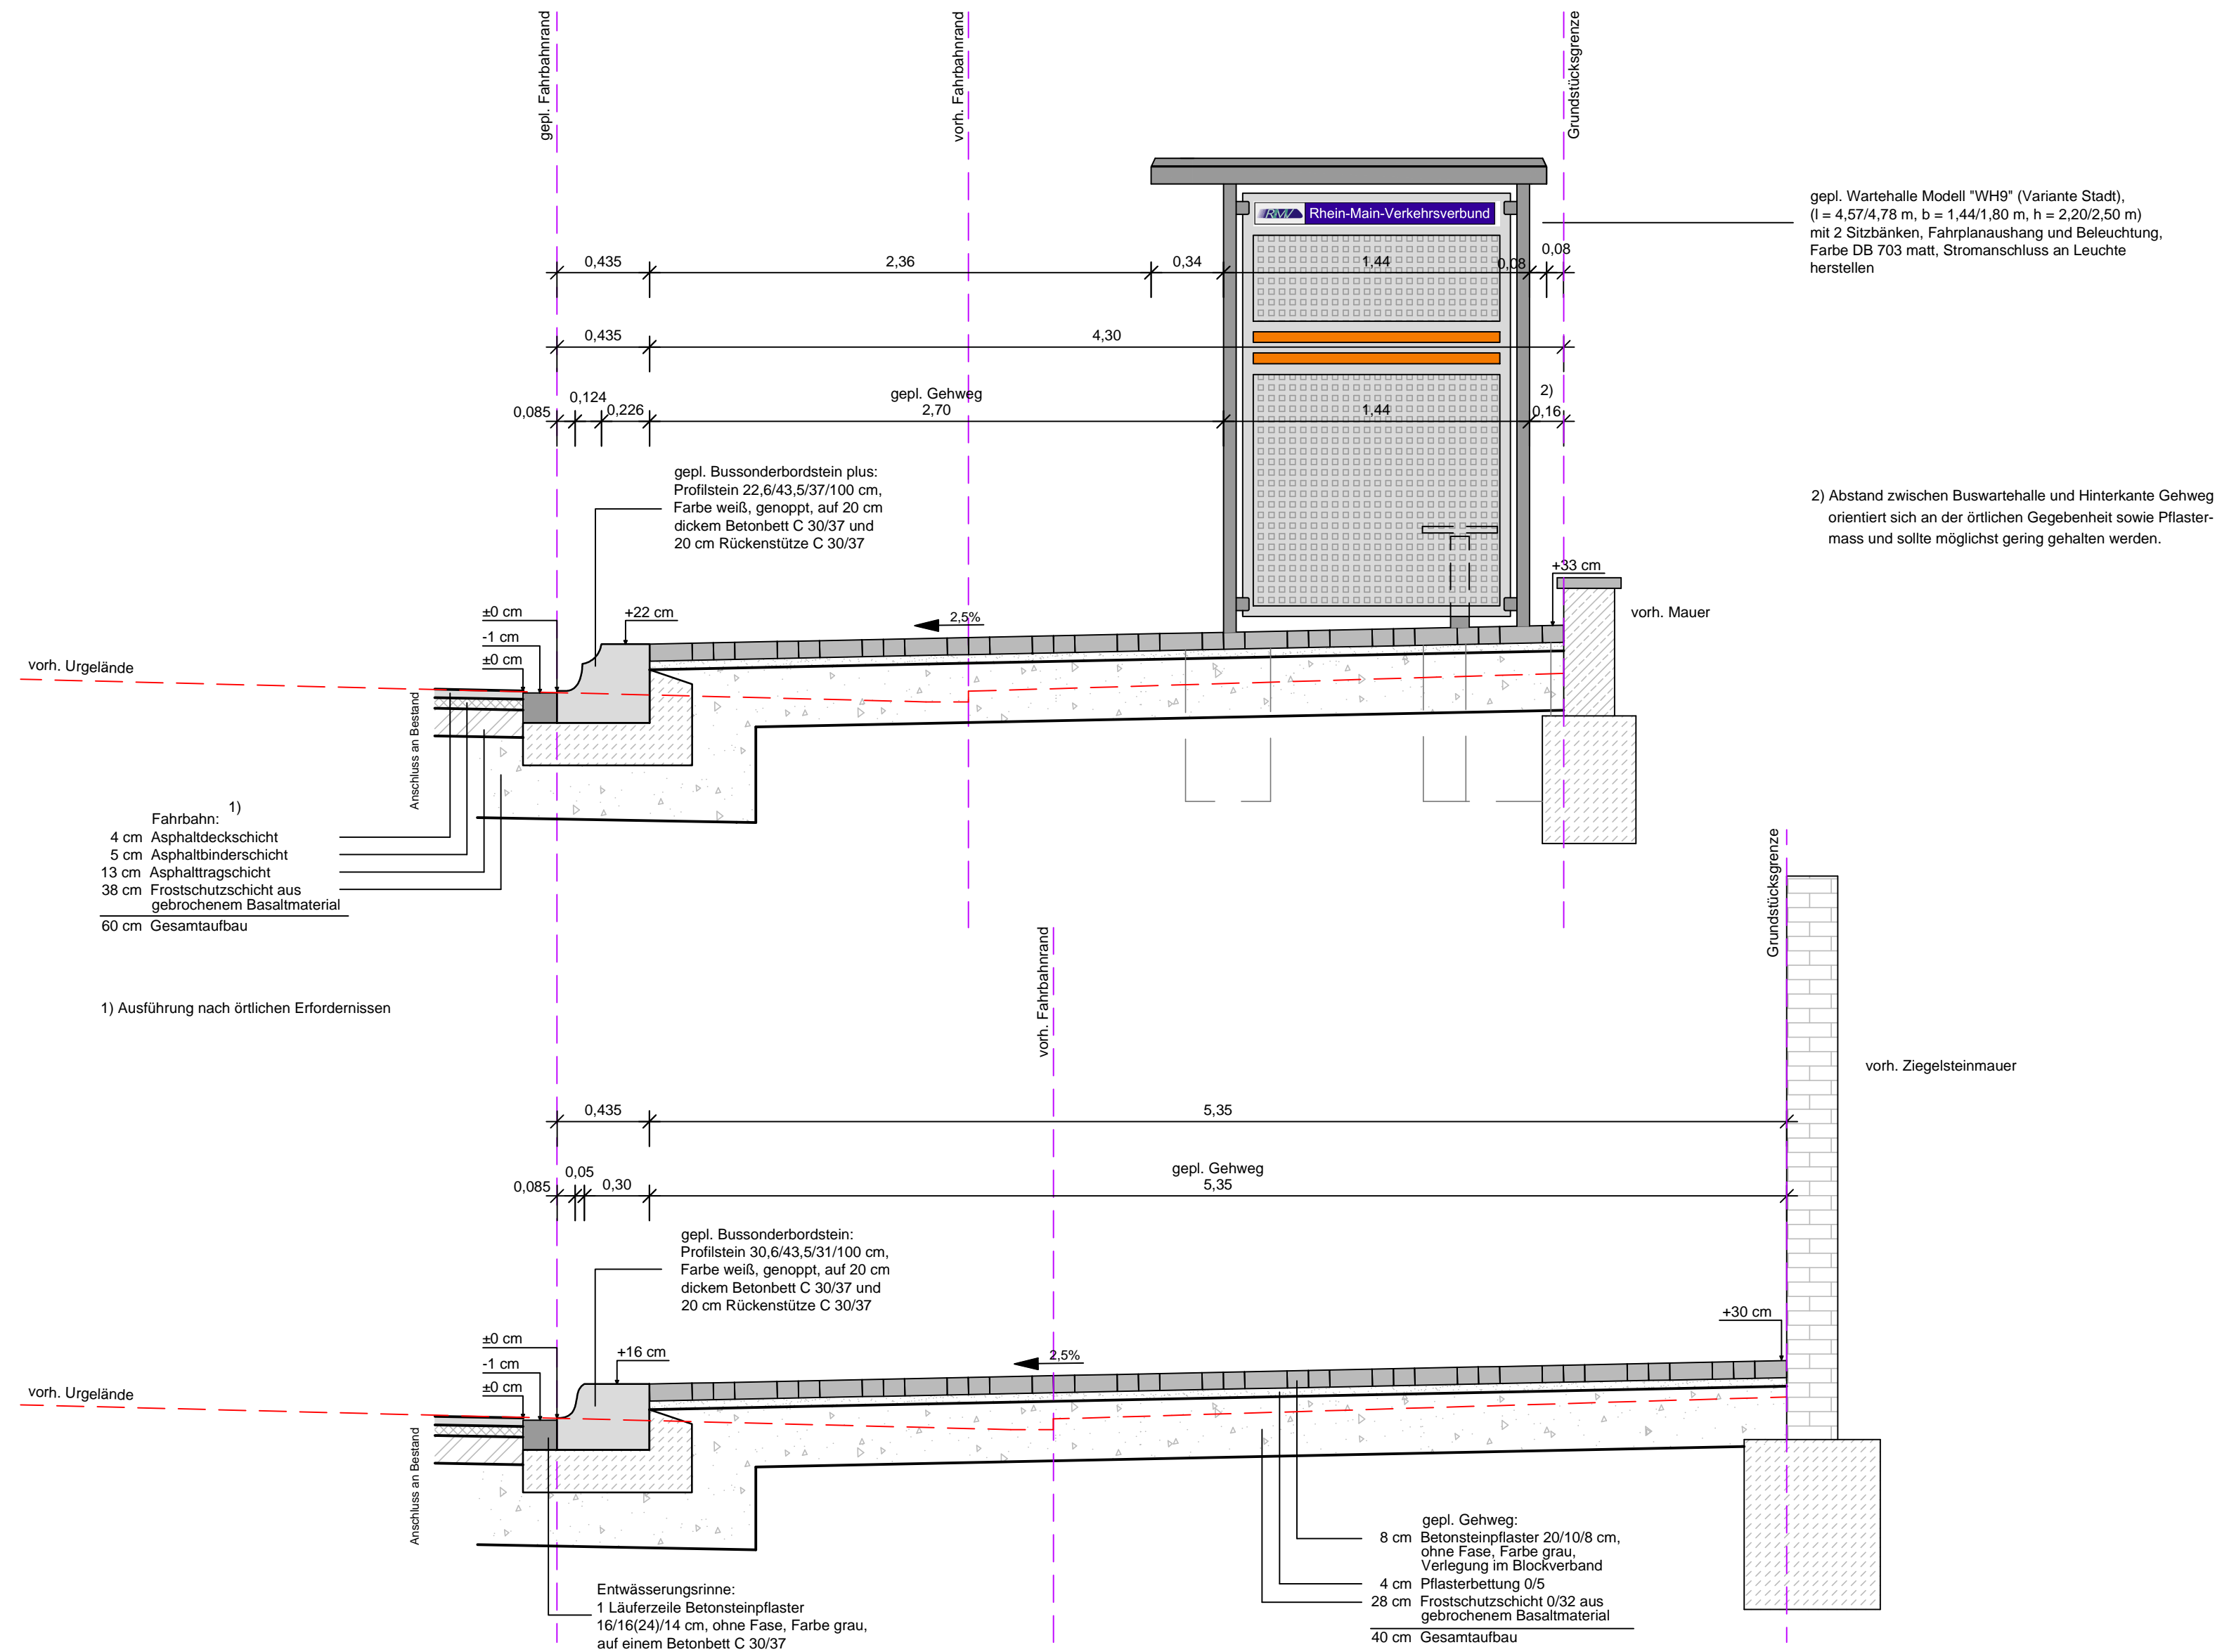 gepl. Fahrbahnrand
vorh. Fahrbahnrand
Grundstücksgrenze
RMV Rhein-Main-Verkehrsverbund
gepl. Wartehalle Modell "WH9" (Variante Stadt),
(l = 4,57/4,78 m, b = 1,44/1,80 m, h = 2,20/2,50 m)
mit 2 Sitzbänken, Fahrplanaushang und Beleuchtung,
Farbe DB 703 matt, Stromanschluss an Leuchte
herstellen
0,435 2,36 0,34 1,44 0,08 0,08
0,435 4,30
gepl. Gehweg
0,085 0,124 0,226 2,70 1,44 0,16
2)
gepl. Bussonderbordstein plus:
Profilstein 22,6/43,5/37/100 cm,
Farbe weiß, genoppt, auf 20 cm
dickem Betonbett C 30/37 und
20 cm Rückenstütze C 30/37
2) Abstand zwischen Buswartehalle und Hinterkante Gehweg
orientiert sich an der örtlichen Gegebenheit sowie Pflaster-
mass und sollte möglichst gering gehalten werden.
+33 cm
vorh. Mauer
±0 cm
-1 cm
±0 cm
+22 cm
2,5%
vorh. Urgelände
Anschluss an Bestand
1)
Fahrbahn:
4 cm Asphaltdeckschicht
5 cm Asphaltbinderschicht
13 cm Asphalttragschicht
38 cm Frostschutzschicht aus
gebrochenem Basaltmaterial
60 cm Gesamtaufbau
1) Ausführung nach örtlichen Erfordernissen
vorh. Fahrbahnrand
Grundstücksgrenze
vorh. Ziegelsteinmauer
0,435 5,35
gepl. Gehweg
0,085 0,05 0,30 5,35
gepl. Bussonderbordstein:
Profilstein 30,6/43,5/31/100 cm,
Farbe weiß, genoppt, auf 20 cm
dickem Betonbett C 30/37 und
20 cm Rückenstütze C 30/37
+30 cm
±0 cm
-1 cm
±0 cm
+16 cm
2,5%
vorh. Urgelände
Anschluss an Bestand
Entwässerungsrinne:
1 Läuferzeile Betonsteinpflaster
16/16(24)/14 cm, ohne Fase, Farbe grau,
auf einem Betonbett C 30/37
gepl. Gehweg:
8 cm Betonsteinpflaster 20/10/8 cm,
ohne Fase, Farbe grau,
Verlegung im Blockverband
4 cm Pflasterbettung 0/5
28 cm Frostschutzschicht 0/32 aus
gebrochenem Basaltmaterial
40 cm Gesamtaufbau